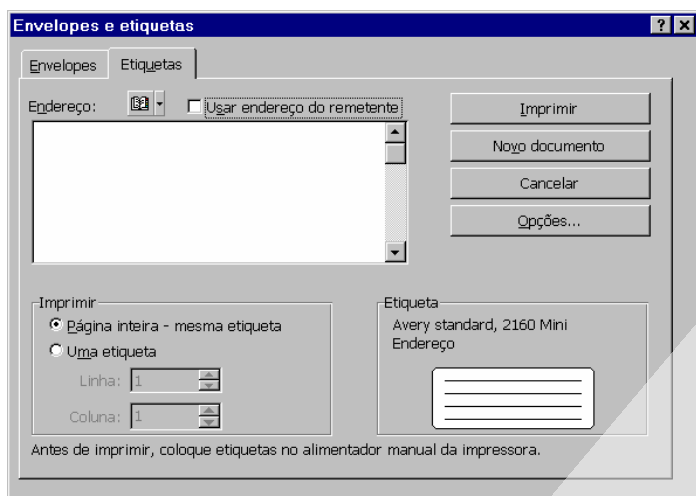 Envelopes e etiquetas
Envelopes
Etiquetas
Endereço:
Usar endereço do remetente
Imprimir
Novo documento
Cancelar
Opções...
Imprimir
Página inteira - mesma etiqueta
Uma etiqueta
Linha: 1
Coluna: 1
Etiqueta
Avery standard, 2160 Mini
Endereço
Antes de imprimir, coloque etiquetas no alimentador manual da impressora.